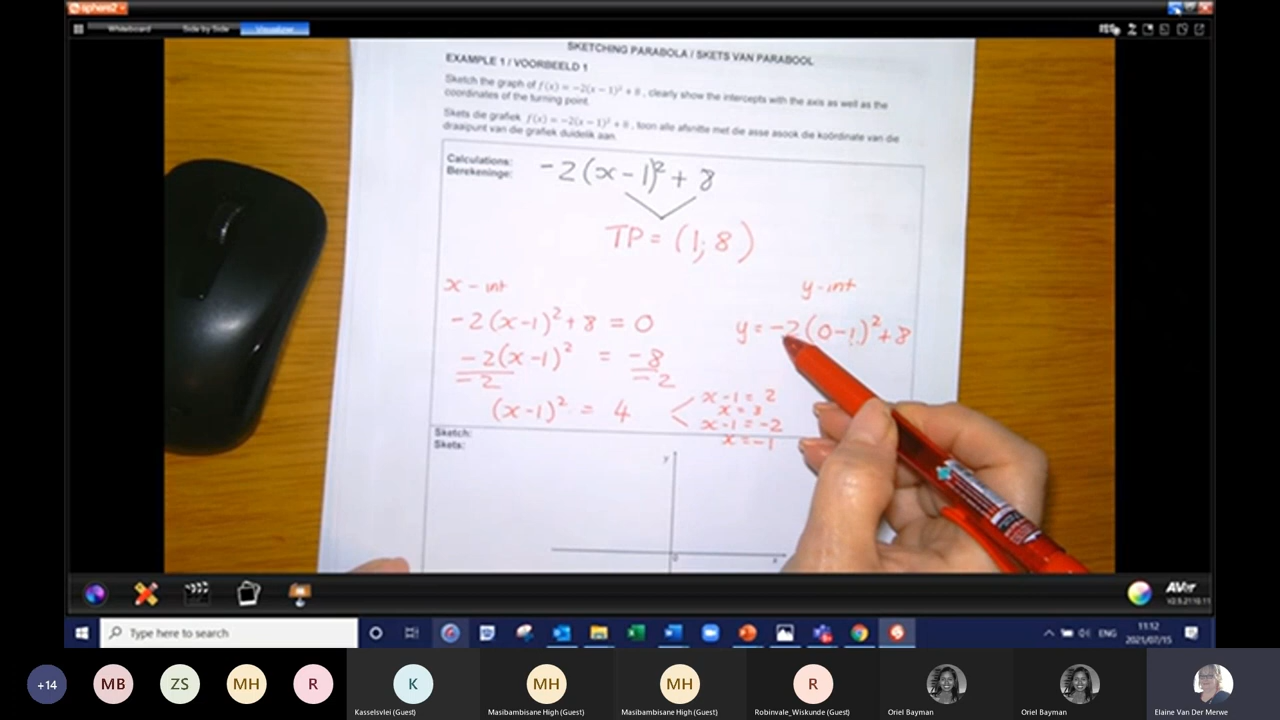 sphere2
Whiteboard Side by Side Visualizer
SKETCHING PARABOLA / SKETS VAN PARABOOL
EXAMPLE 1 / VOORBEELD 1
Sketch the graph of f(x) = −2(x − 1)² + 8 , clearly show the intercepts with the axis as well as the
coordinates of the turning point.
Skets die grafiek f(x) = −2(x − 1)² + 8 , toon alle afsnitte met die asse asook die koördinate van die
draaipunt van die grafiek duidelik aan.
Calculations:
Berekeninge:
-2(x-1)²+8
TP = (1; 8)
x-int
y-int
-2(x-1)²+8 = 0
y = -2(0-1)²+8
-2(x-1)² = -8
-2 -2
(x-1)² = 4
x-1 = 2
x = 3
x-1 = -2
x = -1
Sketch:
Skets:
y
0
x
AVer
V2.5.2110.11
Type here to search
ENG
11:12
2021/07/15
+14 MB ZS MH R K MH MH R
Kasselsvlei (Guest) Masibambisane High (Guest) Masibambisane High (Guest) Robinvale_Wiskunde (Guest) Oriel Bayman Oriel Bayman Elaine Van Der Merwe